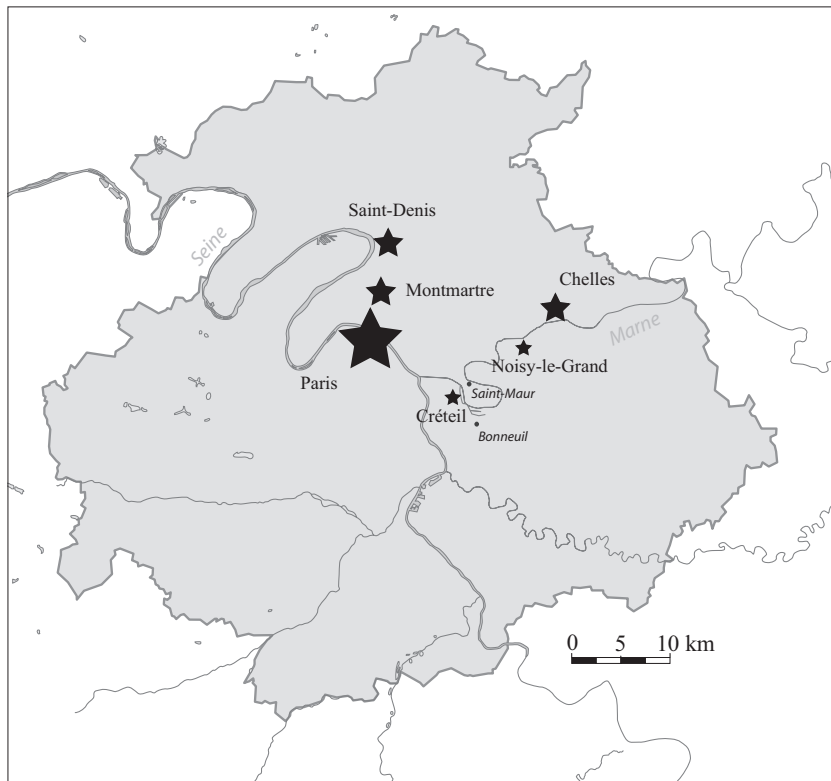 Saint-Denis
Seine
Chelles
Montmartre
Marne
Noisy-le-Grand
Paris
Saint-Maur
Créteil
Bonneuil
0 5 10 km